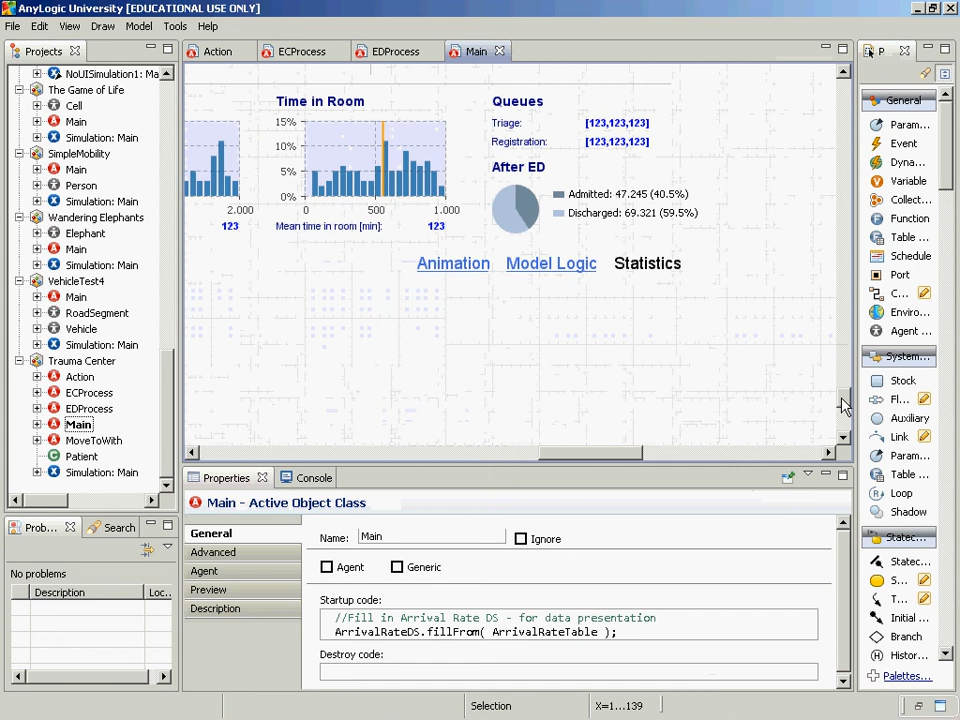 AnyLogic University [EDUCATIONAL USE ONLY]
File Edit View Draw Model Tools Help
Projects
NoUISimulation1: Ma
The Game of Life
Cell
Main
Simulation: Main
SimpleMobility
Main
Person
Simulation: Main
Wandering Elephants
Elephant
Main
Simulation: Main
VehicleTest4
Main
RoadSegment
Vehicle
Simulation: Main
Trauma Center
Action
ECProcess
EDProcess
Main
MoveToWith
Patient
Simulation: Main
Prob... Search
No problems
Description Loc...
Action ECProcess EDProcess Main
Time in Room
15%
10%
5%
0%
2.000 0 500 1.000
123 Mean time in room [min]: 123
Queues
Triage: [123,123,123]
Registration: [123,123,123]
After ED
Admitted: 47.245 (40.5%)
Discharged: 69.321 (59.5%)
Animation Model Logic Statistics
Properties Console
Main - Active Object Class
General
Advanced
Agent
Preview
Description
Name: Main Ignore
Agent Generic
Startup code:
//Fill in Arrival Rate DS - for data presentation
ArrivalRateDS.fillFrom( ArrivalRateTable );
Destroy code:
P
General
Param...
Event
Dyna...
Variable
Collect...
Function
Table ...
Schedule
Port
C...
Enviro...
Agent ...
System...
Stock
Fl...
Auxiliary
Link
Param...
Table ...
Loop
Shadow
Statec...
Statec...
S...
T...
Initial ...
Branch
Histor...
Palettes...
Selection X=1...139